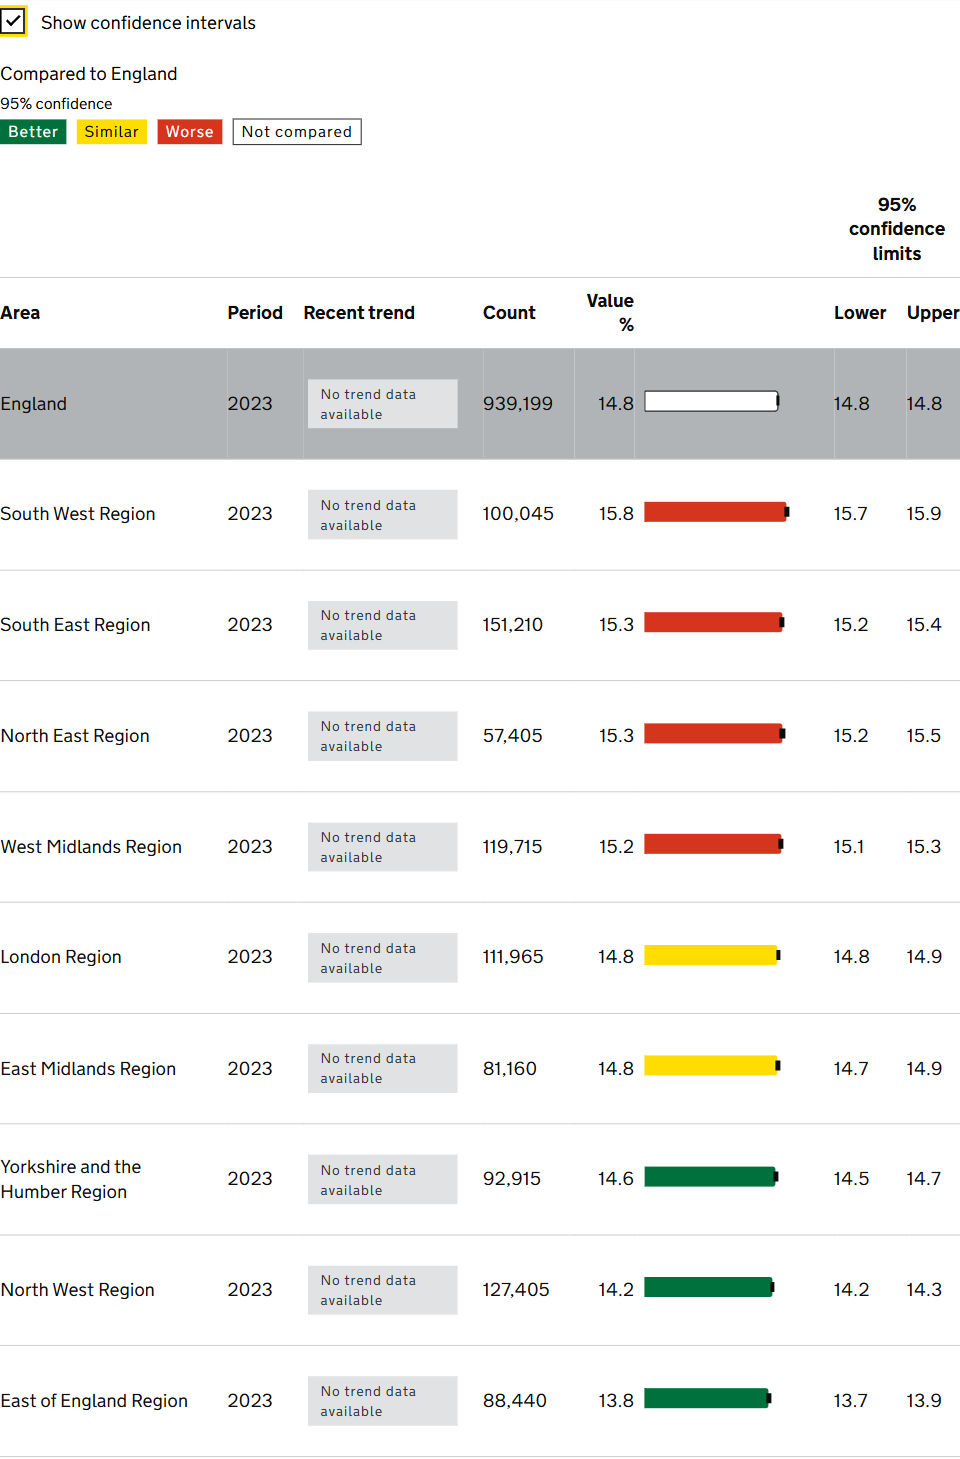 Show confidence intervals
Compared to England
95% confidence
Better Similar Worse Not compared
95%
confidence
limits
Area Period Recent trend Count Value % Lower Upper
England 2023 No trend data available 939,199 14.8 14.8 14.8
South West Region 2023 No trend data available 100,045 15.8 15.7 15.9
South East Region 2023 No trend data available 151,210 15.3 15.2 15.4
North East Region 2023 No trend data available 57,405 15.3 15.2 15.5
West Midlands Region 2023 No trend data available 119,715 15.2 15.1 15.3
London Region 2023 No trend data available 111,965 14.8 14.8 14.9
East Midlands Region 2023 No trend data available 81,160 14.8 14.7 14.9
Yorkshire and the Humber Region 2023 No trend data available 92,915 14.6 14.5 14.7
North West Region 2023 No trend data available 127,405 14.2 14.2 14.3
East of England Region 2023 No trend data available 88,440 13.8 13.7 13.9